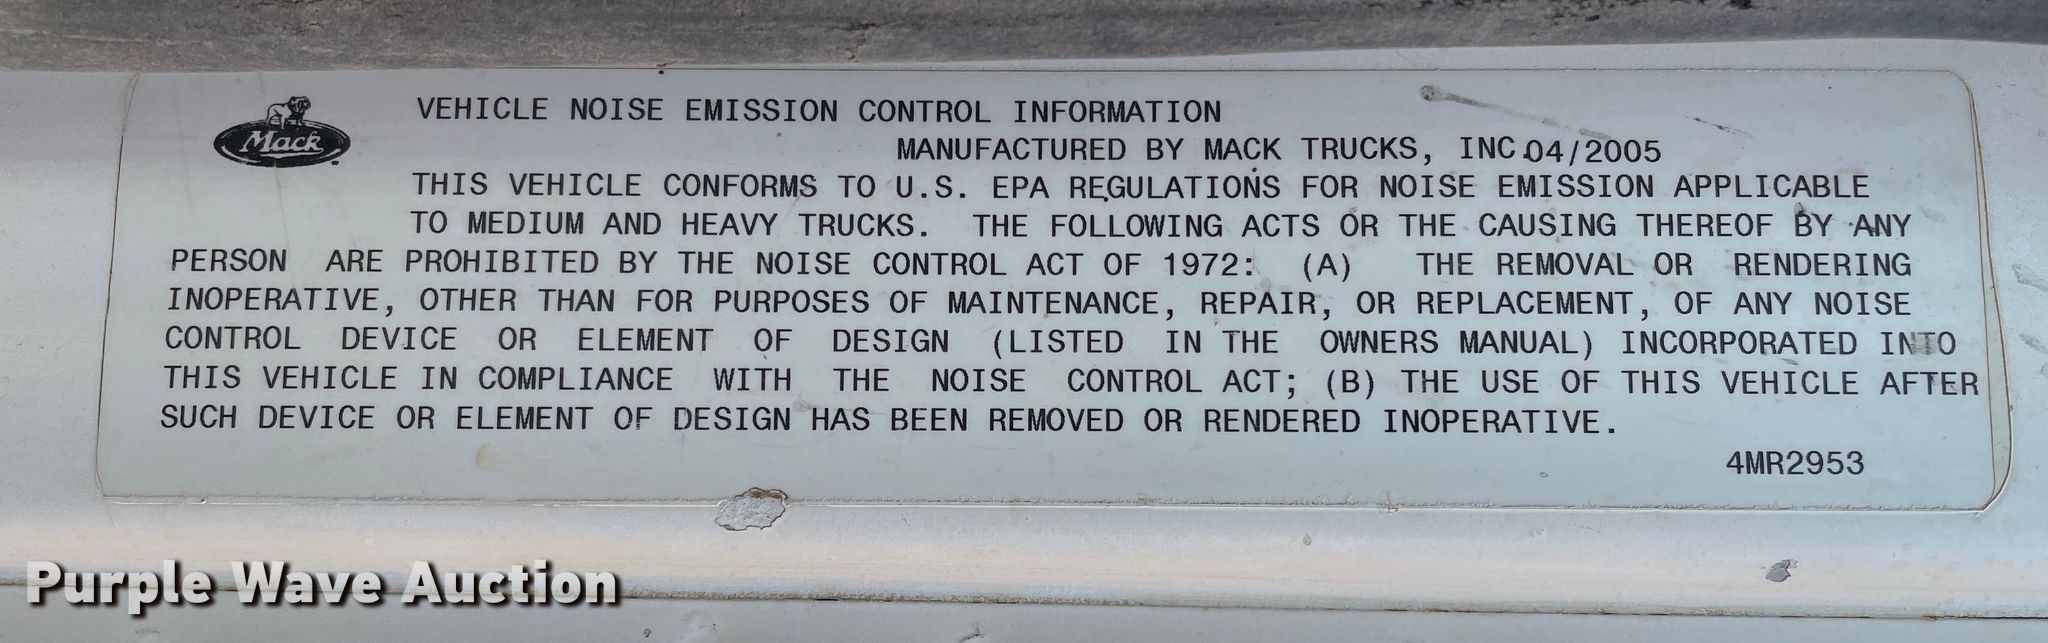 Mack
VEHICLE NOISE EMISSION CONTROL INFORMATION
MANUFACTURED BY MACK TRUCKS, INC. 04/2005
THIS VEHICLE CONFORMS TO U.S. EPA REGULATIONS FOR NOISE EMISSION APPLICABLE
TO MEDIUM AND HEAVY TRUCKS. THE FOLLOWING ACTS OR THE CAUSING THEREOF BY ANY
PERSON ARE PROHIBITED BY THE NOISE CONTROL ACT OF 1972: (A) THE REMOVAL OR RENDERING
INOPERATIVE, OTHER THAN FOR PURPOSES OF MAINTENANCE, REPAIR, OR REPLACEMENT, OF ANY NOISE
CONTROL DEVICE OR ELEMENT OF DESIGN (LISTED IN THE OWNERS MANUAL) INCORPORATED INTO
THIS VEHICLE IN COMPLIANCE WITH THE NOISE CONTROL ACT; (B) THE USE OF THIS VEHICLE AFTER
SUCH DEVICE OR ELEMENT OF DESIGN HAS BEEN REMOVED OR RENDERED INOPERATIVE.
4MR2953
Purple Wave Auction